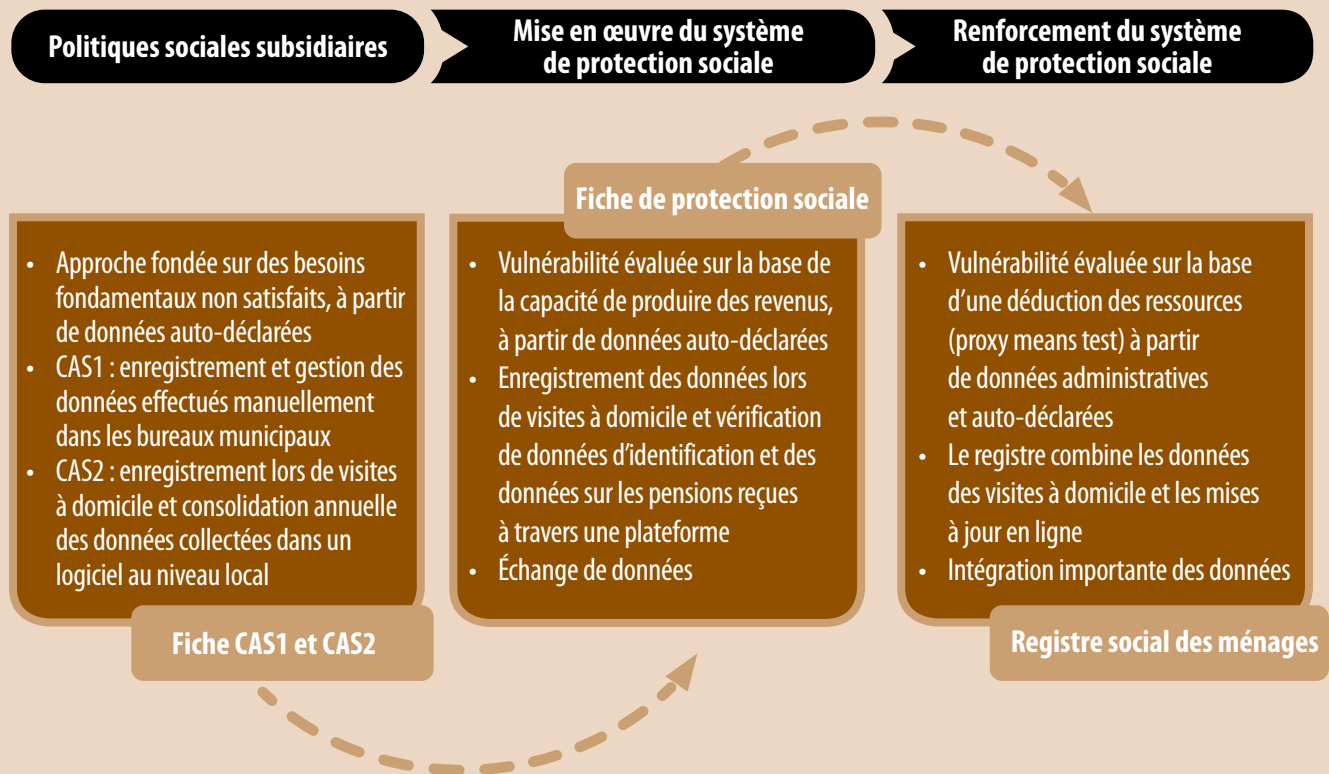 Politiques sociales subsidiaires
Mise en œuvre du système
de protection sociale
Renforcement du système
de protection sociale
• Approche fondée sur des besoins
fondamentaux non satisfaits, à partir
de données auto-déclarées
• CAS1 : enregistrement et gestion des
données effectués manuellement
dans les bureaux municipaux
• CAS2 : enregistrement lors de visites
à domicile et consolidation annuelle
des données collectées dans un
logiciel au niveau local
Fiche CAS1 et CAS2
Fiche de protection sociale
• Vulnérabilité évaluée sur la base de
la capacité de produire des revenus,
à partir de données auto-déclarées
• Enregistrement des données lors
de visites à domicile et vérification
de données d’identification et des
données sur les pensions reçues
à travers une plateforme
• Échange de données
• Vulnérabilité évaluée sur la base
d’une déduction des ressources
(proxy means test) à partir
de données administratives
et auto-déclarées
• Le registre combine les données
des visites à domicile et les mises
à jour en ligne
• Intégration importante des données
Registre social des ménages